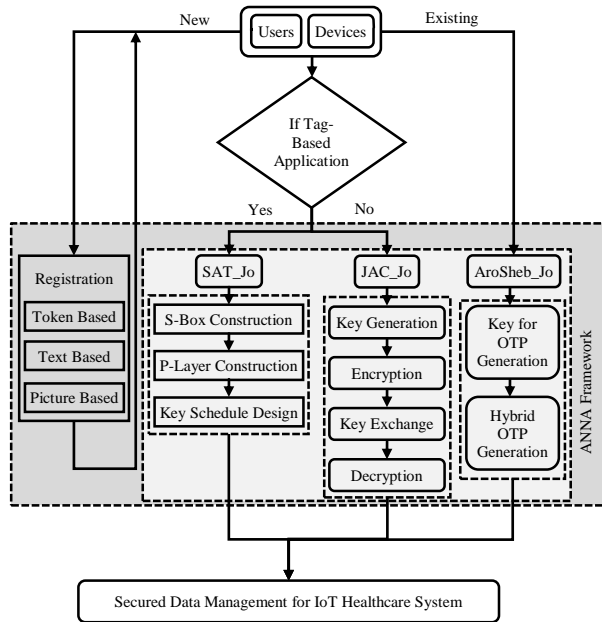 New
Users
Devices
Existing
If Tag-
Based
Application
Yes
No
Registration
Token Based
Text Based
Picture Based
SAT_Jo
S-Box Construction
P-Layer Construction
Key Schedule Design
JAC_Jo
Key Generation
Encryption
Key Exchange
Decryption
AroSheb_Jo
Key for
OTP
Generation
Hybrid
OTP
Generation
ANNA Framework
Secured Data Management for IoT Healthcare System